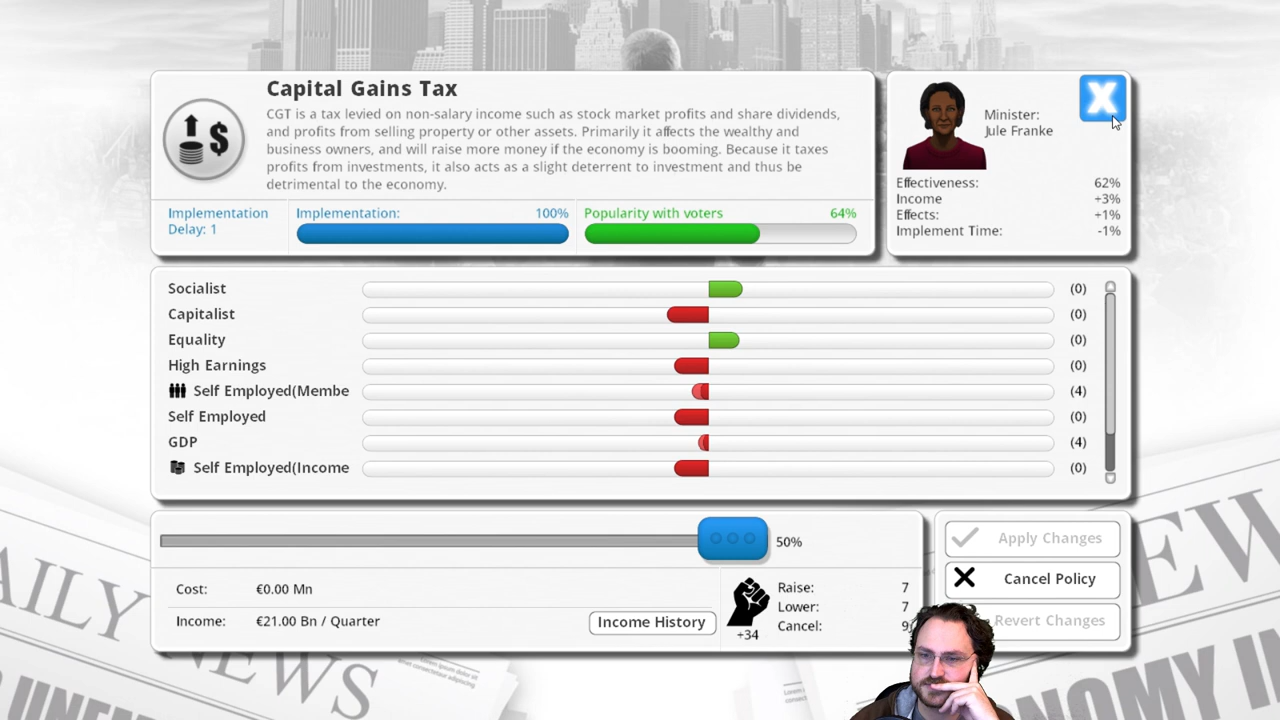 Capital Gains Tax
CGT is a tax levied on non-salary income such as stock market profits and share dividends,
and profits from selling property or other assets. Primarily it affects the wealthy and
business owners, and will raise more money if the economy is booming. Because it taxes
profits from investments, it also acts as a slight deterrent to investment and thus be
detrimental to the economy.
Implementation
Delay: 1
Implementation: 100%
Popularity with voters 64%
X
Minister:
Jule Franke
Effectiveness: 62%
Income +3%
Effects: +1%
Implement Time: -1%
Socialist (0)
Capitalist (0)
Equality (0)
High Earnings (0)
Self Employed(Membe (4)
Self Employed (0)
GDP (4)
Self Employed(Income (0)
50%
Cost: €0.00 Mn
Income: €21.00 Bn / Quarter
Income History
+34
Raise: 7
Lower: 7
Cancel: 9
Apply Changes
Cancel Policy
Revert Changes
AILY
NEWS
EW
NOMY IN